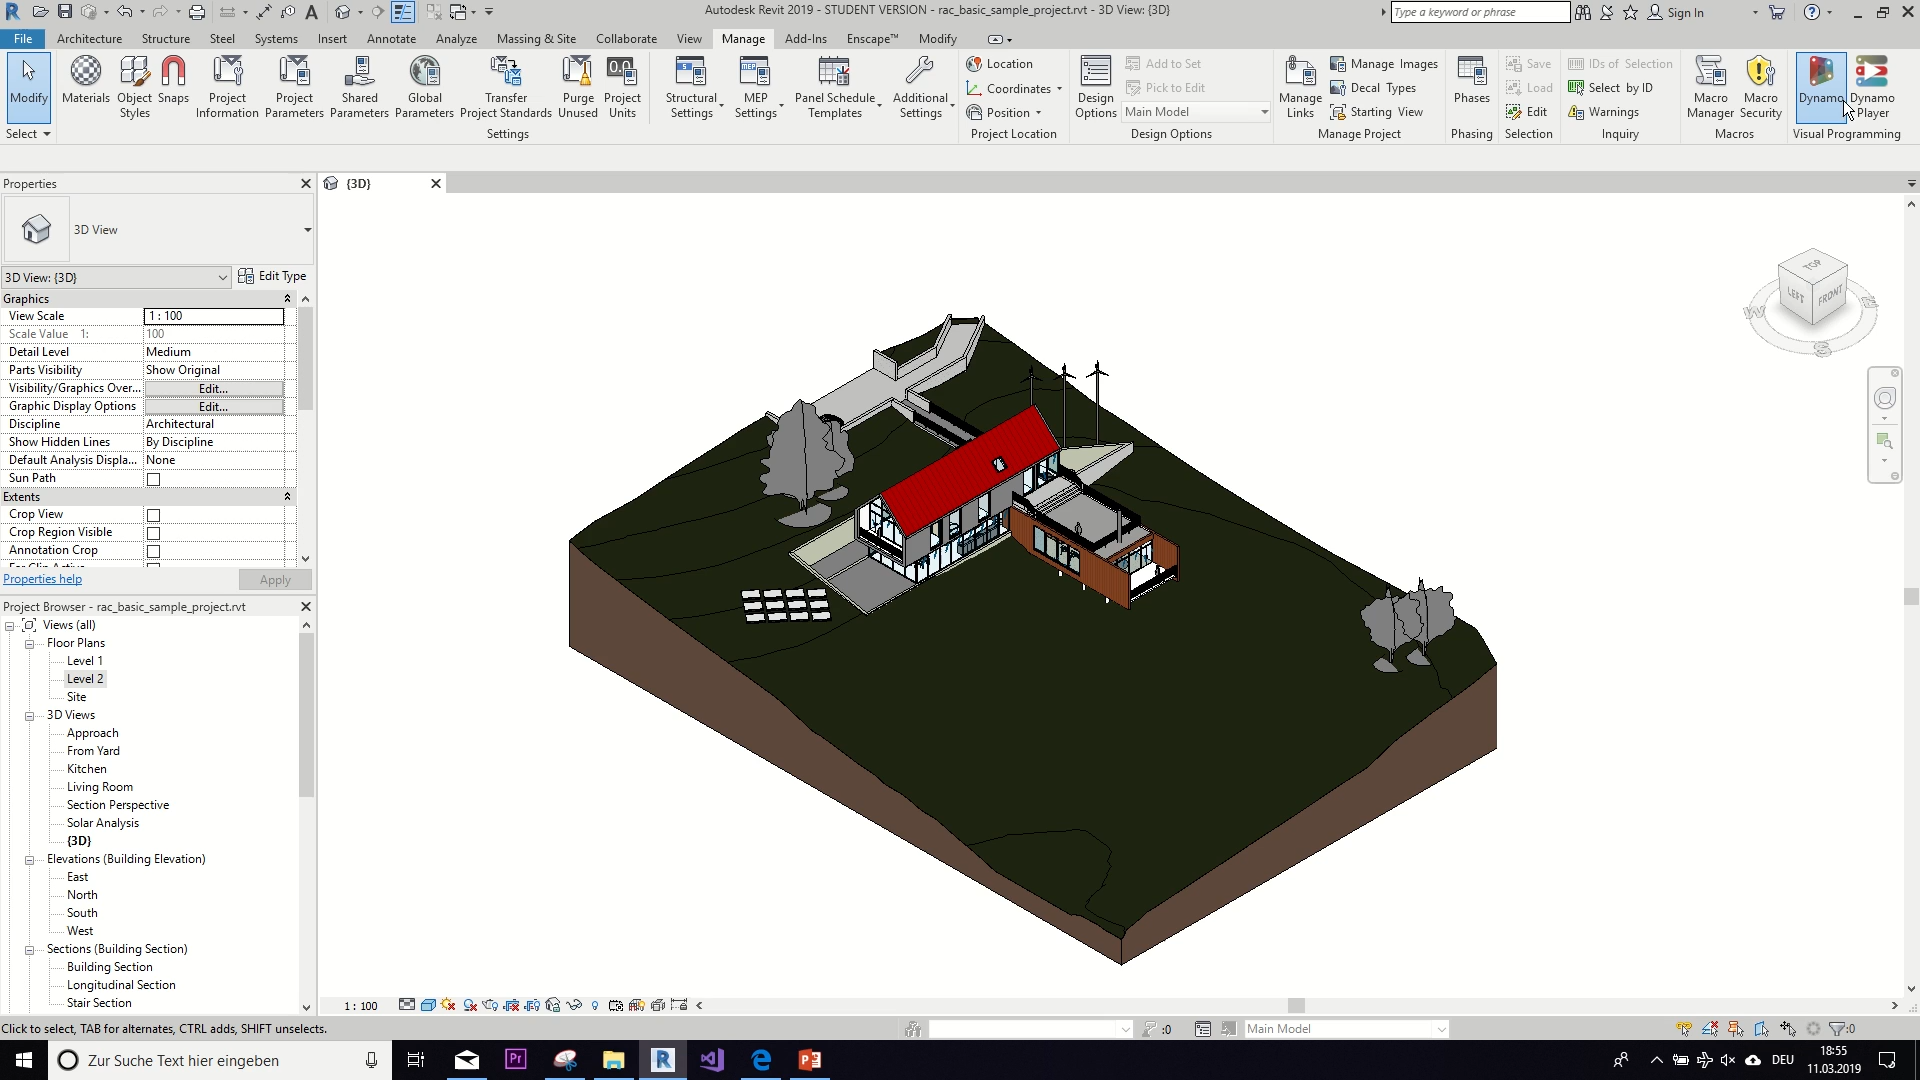 Autodesk Revit 2019 - STUDENT VERSION - rac_basic_sample_project.rvt - 3D View: {3D}
Type a keyword or phrase
Sign In
File Architecture Structure Steel Systems Insert Annotate Analyze Massing & Site Collaborate View Manage Add-Ins Enscape™ Modify
Modify
Select
Materials
Object
Styles
Snaps
Project
Information
Project
Parameters
Shared
Parameters
Global
Parameters
Transfer
Project Standards
Purge
Unused
Project
Units
Settings
Structural
Settings
MEP
Settings
Panel Schedule
Templates
Additional
Settings
Location
Coordinates
Position
Project Location
Design
Options
Add to Set
Pick to Edit
Main Model
Design Options
Manage
Links
Manage Images
Decal Types
Starting View
Manage Project
Phases
Phasing
Save
Load
Edit
Selection
IDs of Selection
Select by ID
Warnings
Inquiry
Macro
Manager
Macro
Security
Macros
Dynamo
Dynamo
Player
Visual Programming
Properties
3D View
3D View: {3D}
Edit Type
Graphics
View Scale 1 : 100
Scale Value 1: 100
Detail Level Medium
Parts Visibility Show Original
Visibility/Graphics Over... Edit...
Graphic Display Options Edit...
Discipline Architectural
Show Hidden Lines By Discipline
Default Analysis Displa... None
Sun Path
Extents
Crop View
Crop Region Visible
Annotation Crop
Properties help
Apply
Project Browser - rac_basic_sample_project.rvt
Views (all)
Floor Plans
Level 1
Level 2
Site
3D Views
Approach
From Yard
Kitchen
Living Room
Section Perspective
Solar Analysis
{3D}
Elevations (Building Elevation)
East
North
South
West
Sections (Building Section)
Building Section
Longitudinal Section
Stair Section
{3D}
TOP
LEFT
FRONT
W
S
1 : 100
Click to select, TAB for alternates, CTRL adds, SHIFT unselects.
:0
Main Model
:0
Zur Suche Text hier eingeben
Pr
R
DEU
18:55
11.03.2019